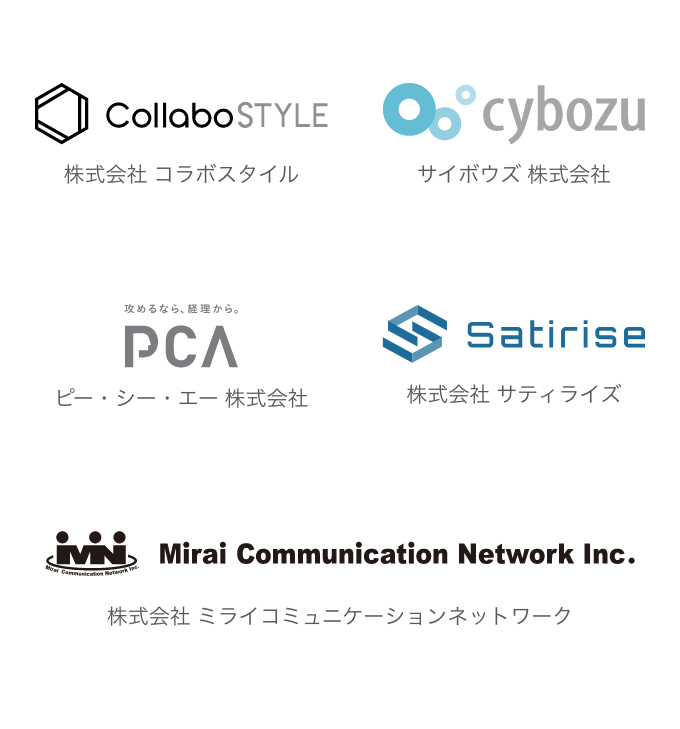 CollaboSTYLE
株式会社 コラボスタイル
cybozu
サイボウズ 株式会社
攻めるなら、経理から。
PCA
ピー・シー・エー 株式会社
Satirise
株式会社 サティライズ
Mirai Communication Network Inc.
Mirai Communication Network Inc.
株式会社 ミライコミュニケーションネットワーク